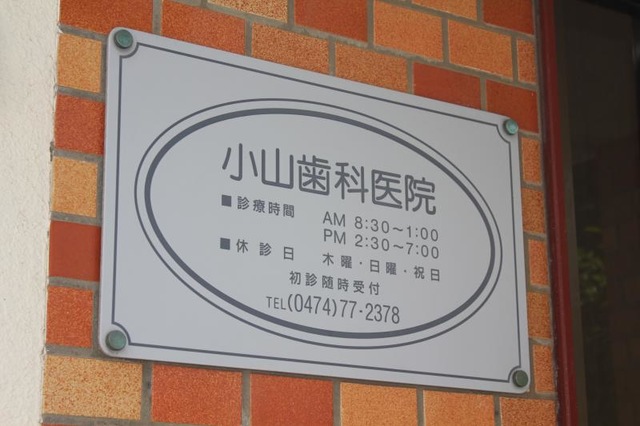 小山歯科医院
■診療時間 AM 8:30～1:00
PM 2:30～7:00
■休診日 木曜・日曜・祝日
初診随時受付
TEL(0474)77-2378